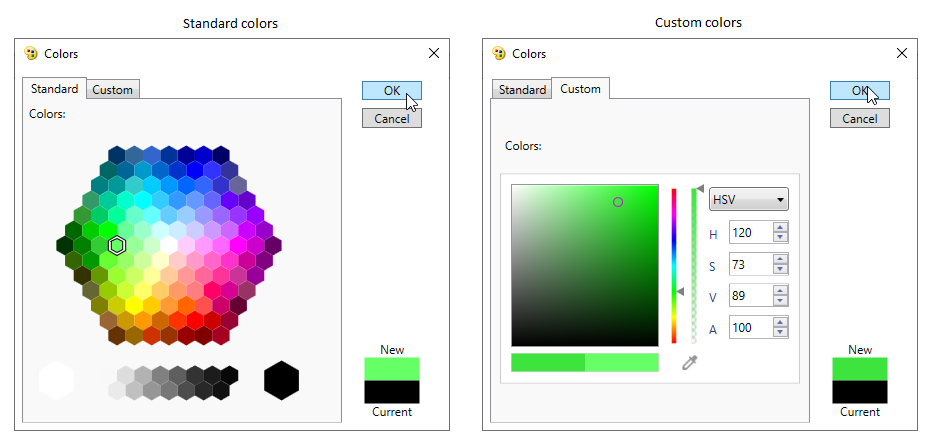 Standard colors
Colors
Standard
Custom
OK
Cancel
Colors:
New
Current
Custom colors
Colors
Standard
Custom
OK
Cancel
Colors:
HSV
H 120
S 73
V 89
A 100
New
Current